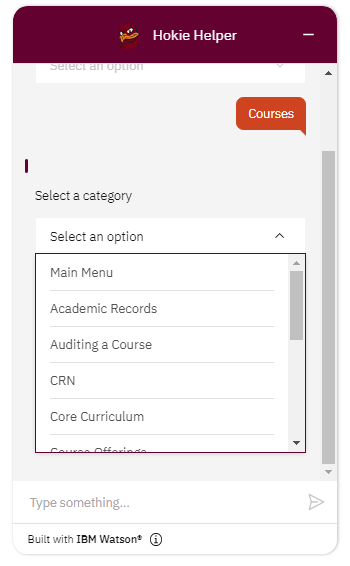 Hokie Helper
Select an option
Courses
Select a category
Select an option
Main Menu
Academic Records
Auditing a Course
CRN
Core Curriculum
Course Offerings
Type something...
Built with IBM Watson®